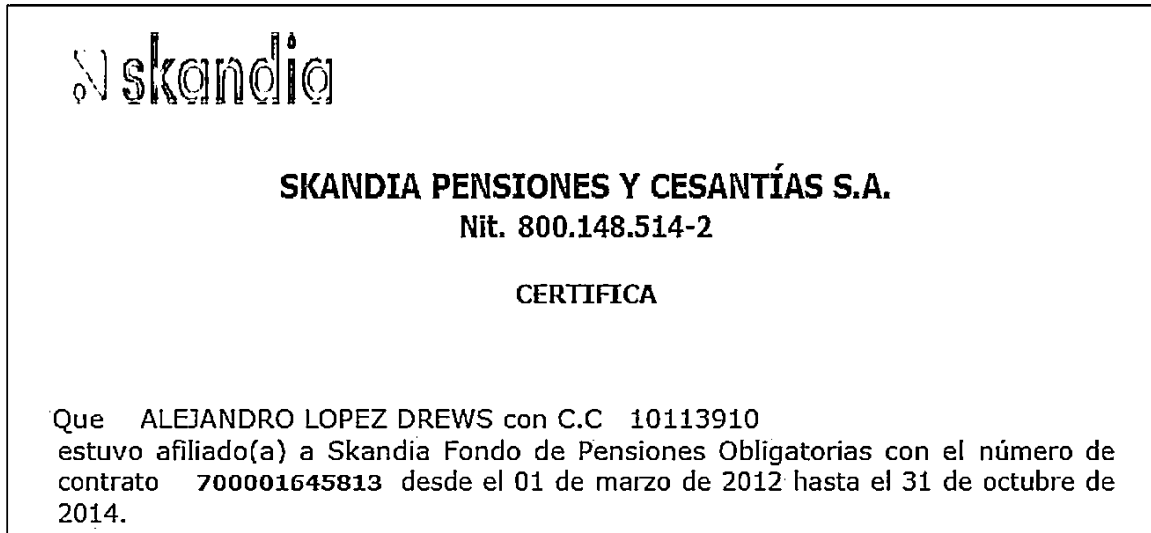 skandia
SKANDIA PENSIONES Y CESANTÍAS S.A.
Nit. 800.148.514-2
CERTIFICA
Que ALEJANDRO LOPEZ DREWS con C.C 10113910
estuvo afiliado(a) a Skandia Fondo de Pensiones Obligatorias con el número de
contrato 700001645813 desde el 01 de marzo de 2012 hasta el 31 de octubre de
2014.